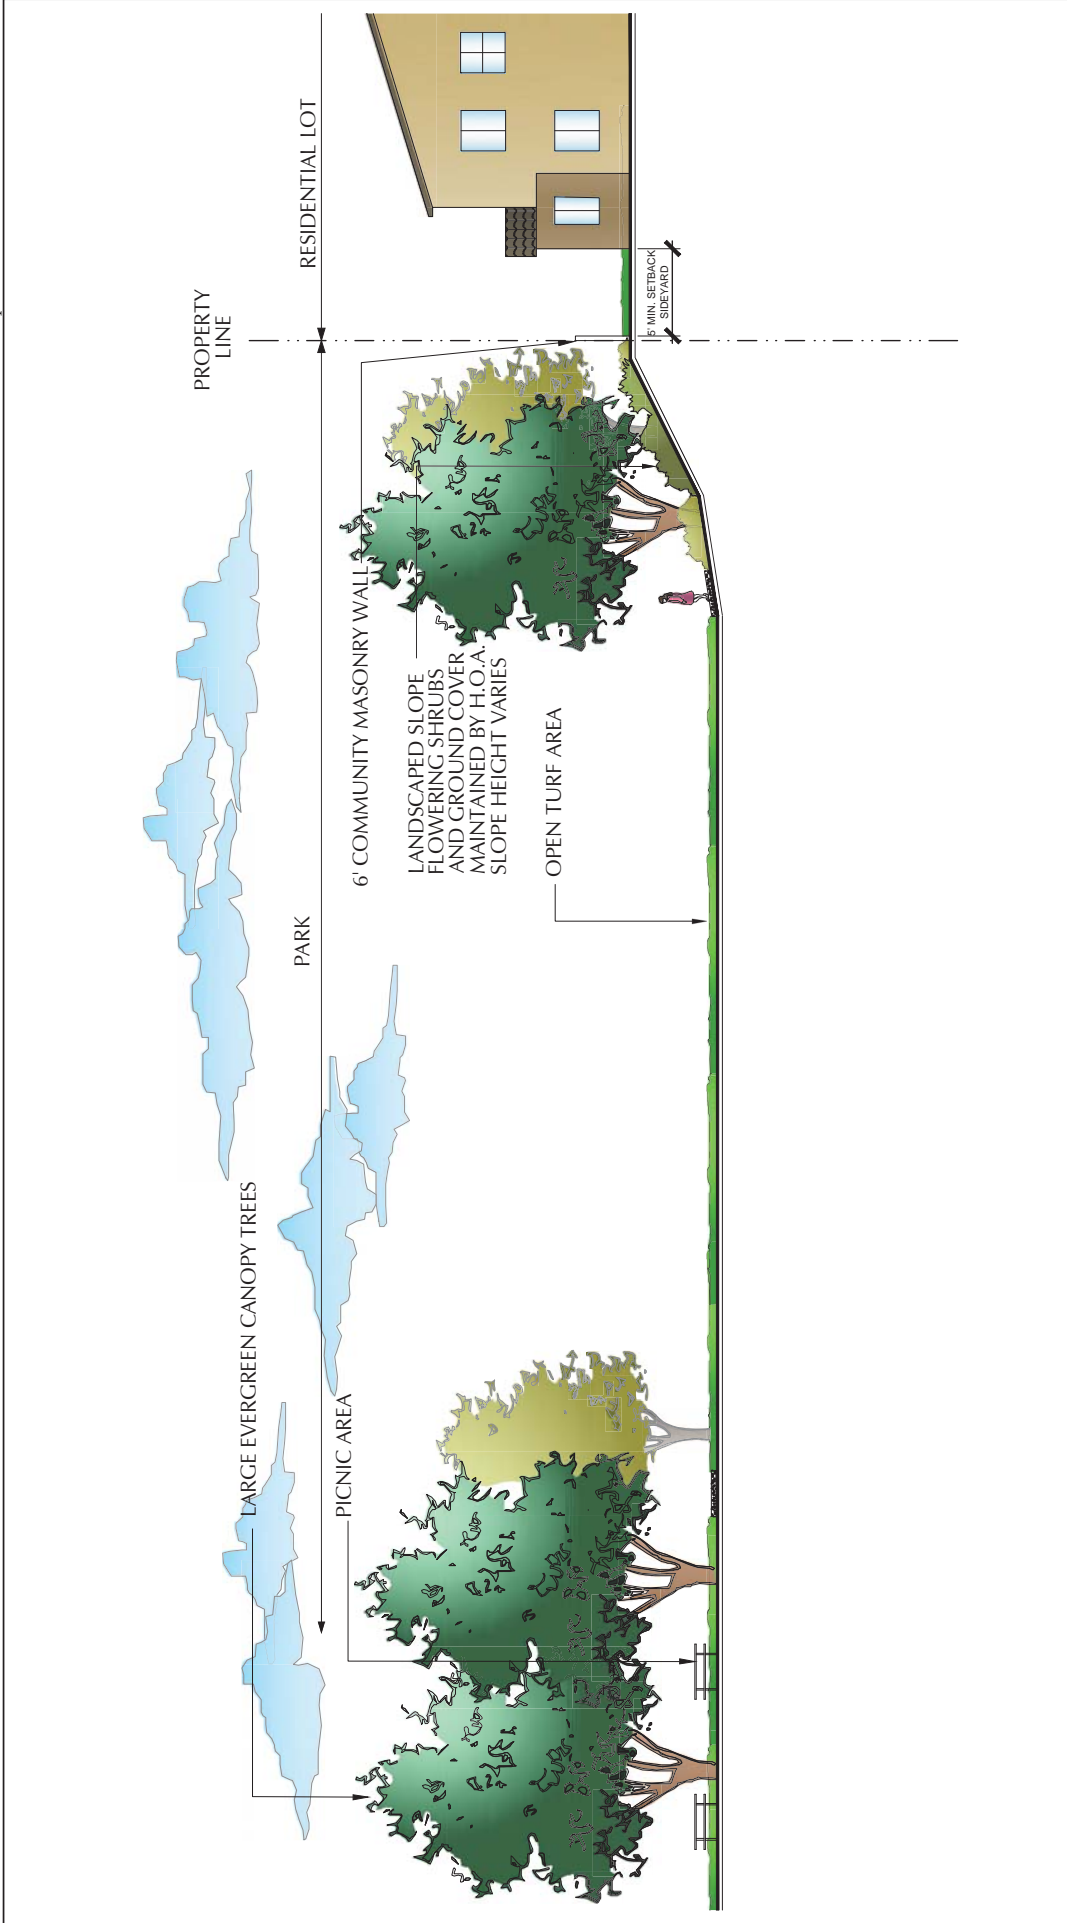 LARGE EVERGREEN CANOPY TREES
PICNIC AREA
PARK
PROPERTY
LINE
RESIDENTIAL LOT
6' COMMUNITY MASONRY WALL
LANDSCAPED SLOPE
FLOWERING SHRUBS
AND GROUND COVER
MAINTAINED BY H.O.A.
SLOPE HEIGHT VARIES
OPEN TURF AREA
5' MIN. SETBACK
SIDEYARD